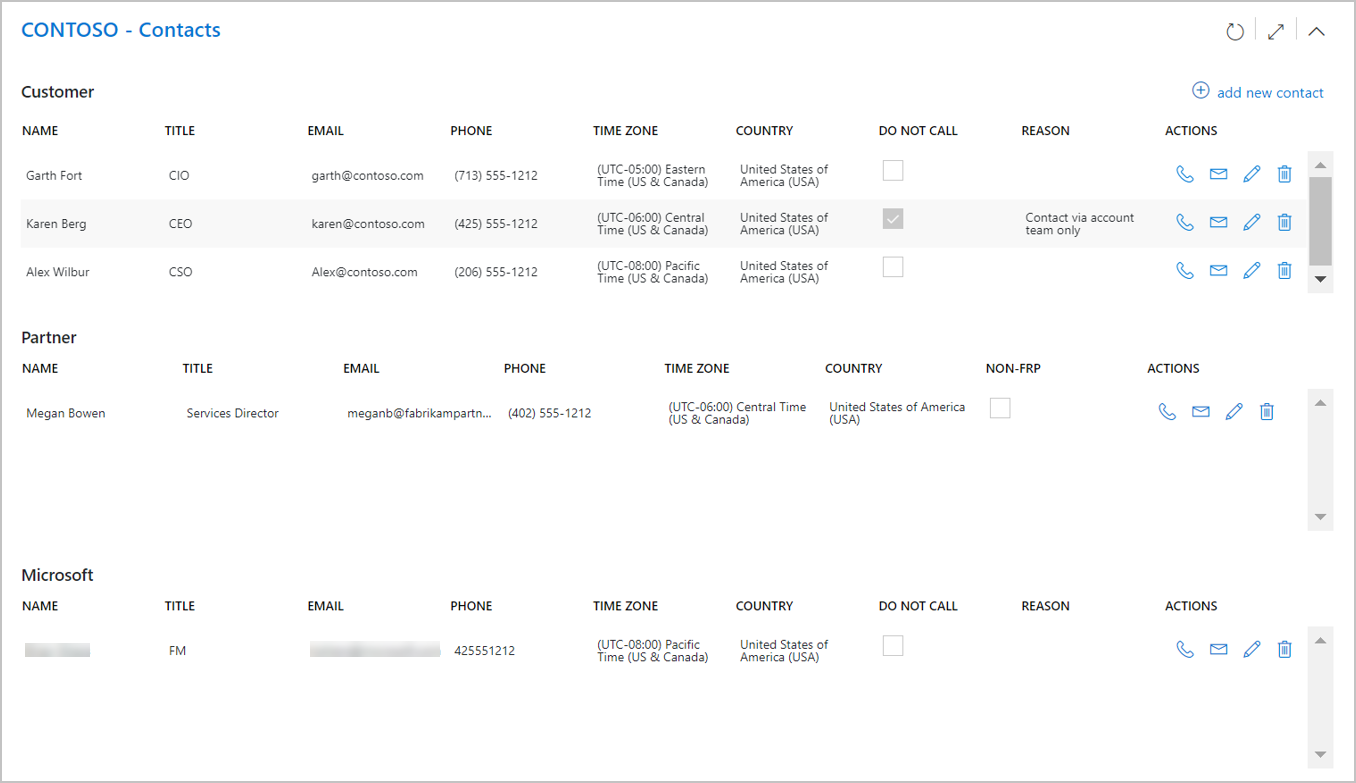 CONTOSO - Contacts
Customer
add new contact
NAME TITLE EMAIL PHONE TIME ZONE COUNTRY DO NOT CALL REASON ACTIONS
Garth Fort CIO garth@contoso.com (713) 555-1212 (UTC-05:00) Eastern United States of
Time (US & Canada) America (USA)
Karen Berg CEO karen@contoso.com (425) 555-1212 (UTC-06:00) Central United States of Contact via account
Time (US & Canada) America (USA) team only
Alex Wilbur CSO Alex@contoso.com (206) 555-1212 (UTC-08:00) Pacific United States of
Time (US & Canada) America (USA)
Partner
NAME TITLE EMAIL PHONE TIME ZONE COUNTRY NON-FRP ACTIONS
Megan Bowen Services Director meganb@fabrikampartn... (402) 555-1212 (UTC-06:00) Central Time United States of America
(US & Canada) (USA)
Microsoft
NAME TITLE EMAIL PHONE TIME ZONE COUNTRY DO NOT CALL REASON ACTIONS
FM 425551212 (UTC-08:00) Pacific United States of
Time (US & Canada) America (USA)